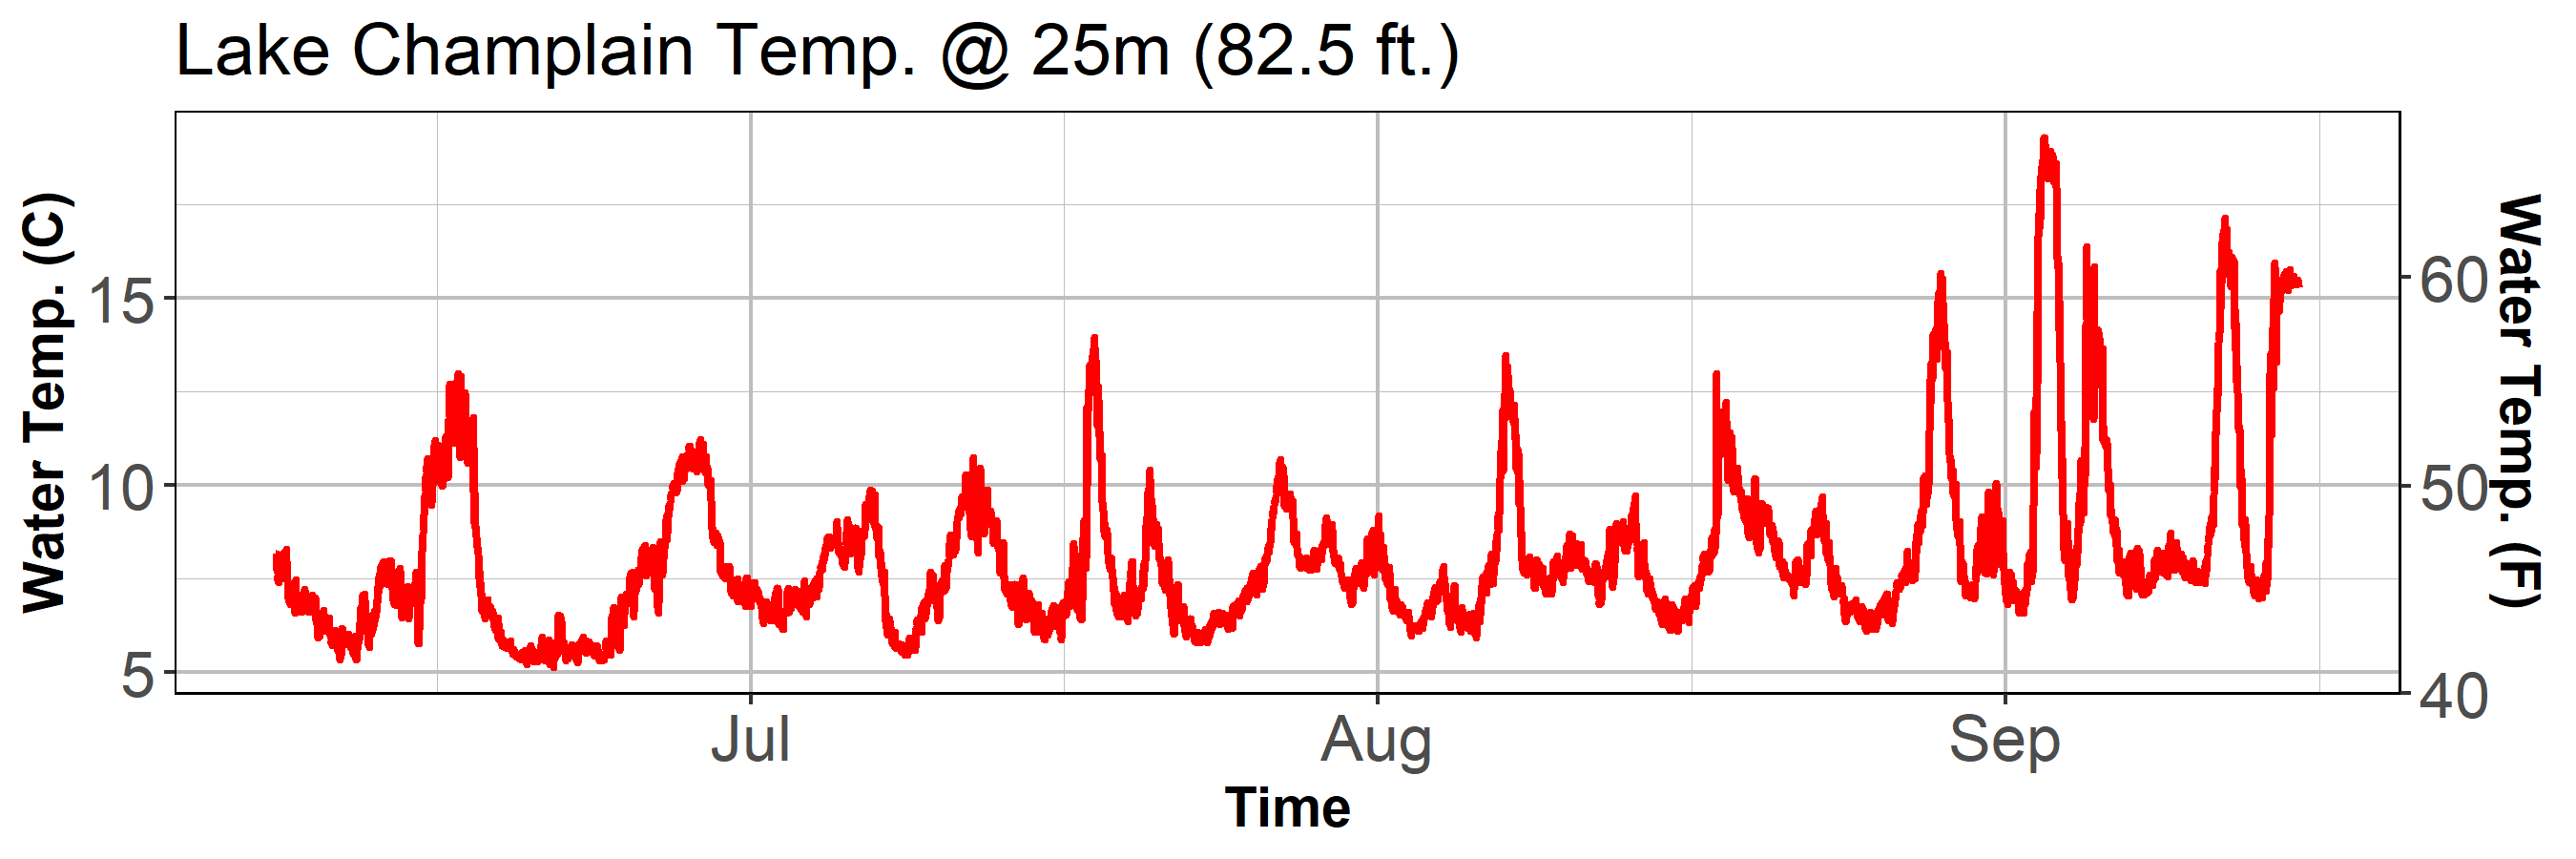 Lake Champlain Temp. @ 25m (82.5 ft.)
Water Temp. (C)
15
10
5
60
50
40
Water Temp. (F)
Jul
Aug
Sep
Time